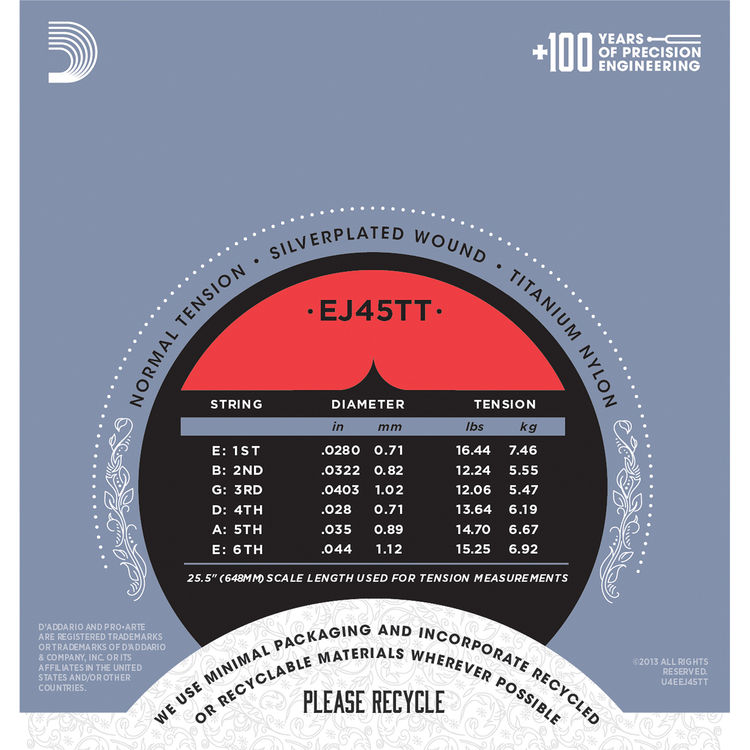 +100 YEARS
OF PRECISION
ENGINEERING
NORMAL TENSION • SILVERPLATED WOUND • TITANIUM NYLON
·EJ45TT·
STRING DIAMETER TENSION
in mm lbs kg
E: 1ST .0280 0.71 16.44 7.46
B: 2ND .0322 0.82 12.24 5.55
G: 3RD .0403 1.02 12.06 5.47
D: 4TH .028 0.71 13.64 6.19
A: 5TH .035 0.89 14.70 6.67
E: 6TH .044 1.12 15.25 6.92
25.5" (648MM) SCALE LENGTH USED FOR TENSION MEASUREMENTS
D'ADDARIO AND PRO•ARTE
ARE REGISTERED TRADEMARKS
OR TRADEMARKS OF D'ADDARIO
& COMPANY, INC. OR ITS
AFFILIATES IN THE UNITED
STATES AND/OR OTHER
COUNTRIES.
WE USE MINIMAL PACKAGING AND INCORPORATE RECYCLED
OR RECYCLABLE MATERIALS WHEREVER POSSIBLE
PLEASE RECYCLE
©2013 ALL RIGHTS
RESERVED.
U4EEJ45TT